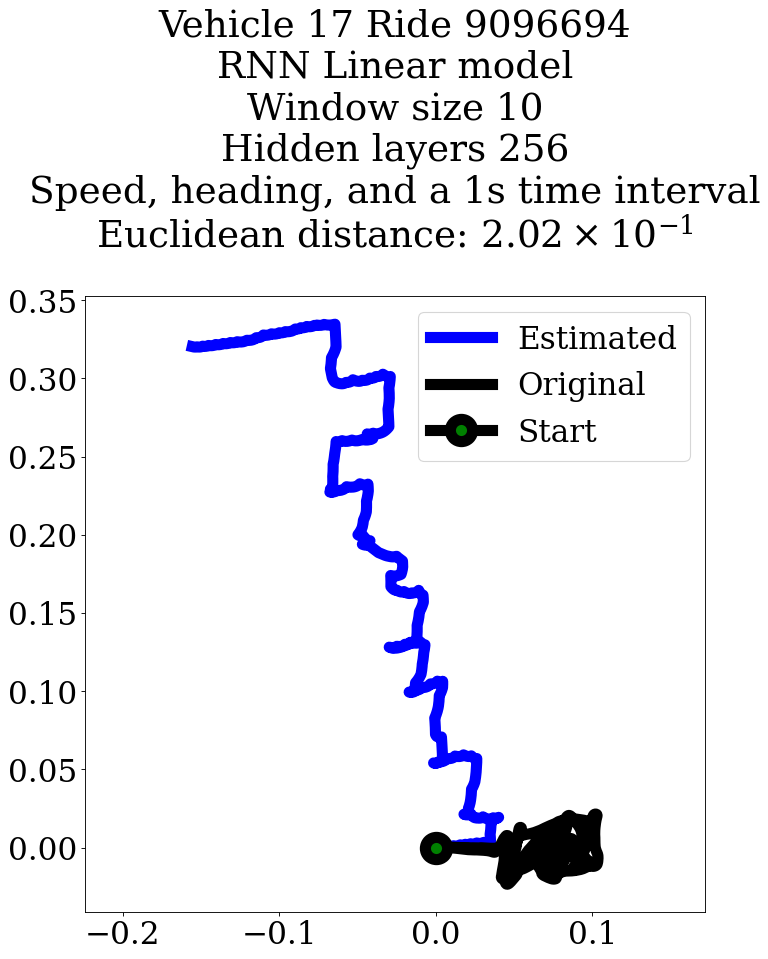 Vehicle 17 Ride 9096694
RNN Linear model
Window size 10
Hidden layers 256
Speed, heading, and a 1s time interval
Euclidean distance: 2.02 × 10⁻¹
0.35
0.30
0.25
0.20
0.15
0.10
0.05
0.00
−0.2
−0.1
0.0
0.1
Estimated
Original
Start